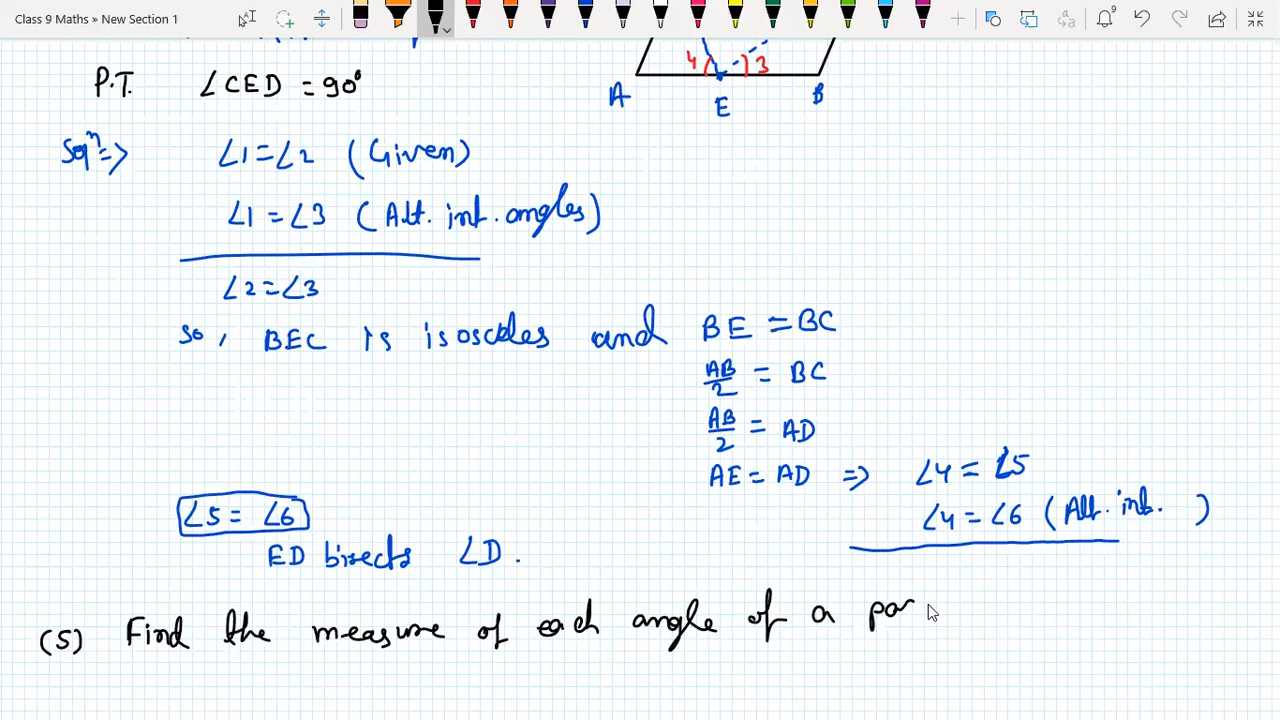 Class 9 Maths » New Section 1
P.T. ∠CED = 90°
4 3
A E B
Solⁿ ⇒ ∠1 = ∠2 (Given)
∠1 = ∠3 (Alt. int. angles)
∠2 = ∠3
so, BEC is isosceles and BE = BC
AB/2 = BC
AB/2 = AD
AE = AD ⇒ ∠4 = ∠5
∠4 = ∠6 (Alt. int. )
∠5 = ∠6
ED bisects ∠D.
(5) Find the measure of each angle of a par